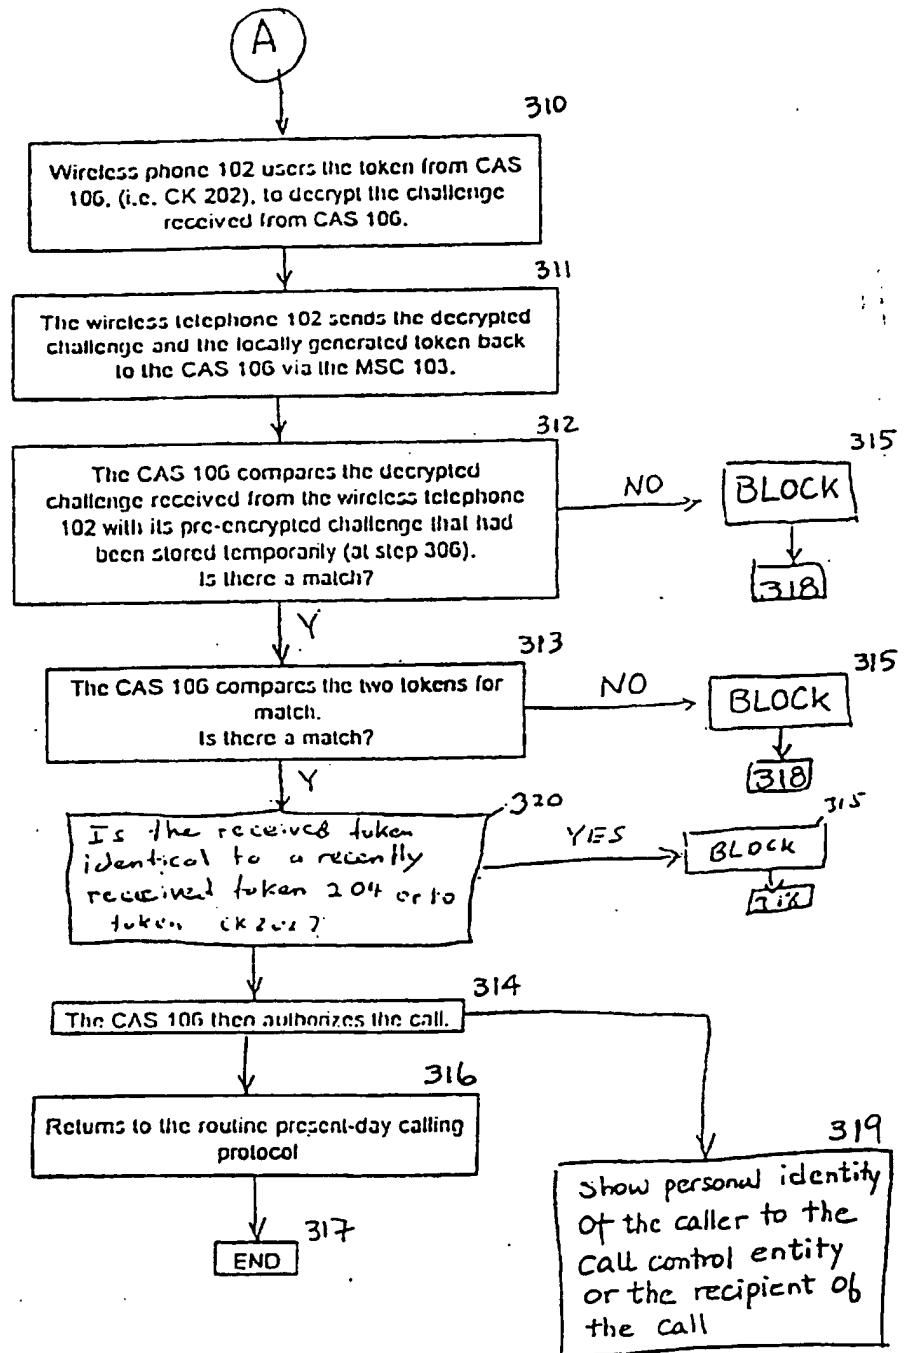 A
310
Wireless phone 102 users the token from CAS
106, (i.e. CK 202), to decrypt the challenge
received from CAS 106.
311
The wireless telephone 102 sends the decrypted
challenge and the locally generated token back
to the CAS 106 via the MSC 103.
312
The CAS 106 compares the decrypted
challenge received from the wireless telephone
102 with its pre-encrypted challenge that had
been stored temporarily (at step 306).
Is there a match?
NO
315
BLOCK
318
Y
313
The CAS 106 compares the two tokens for
match.
Is there a match?
NO
315
BLOCK
318
Y
320
Is the received token
identical to a recently
received token 204 or to
token
YES
315
BLOCK
314
The CAS 106 then authorizes the call.
316
Returns to the routine present-day calling
protocol
317
END
319
Show personal identity
of the caller to the
call control entity
or the recipient of
the call